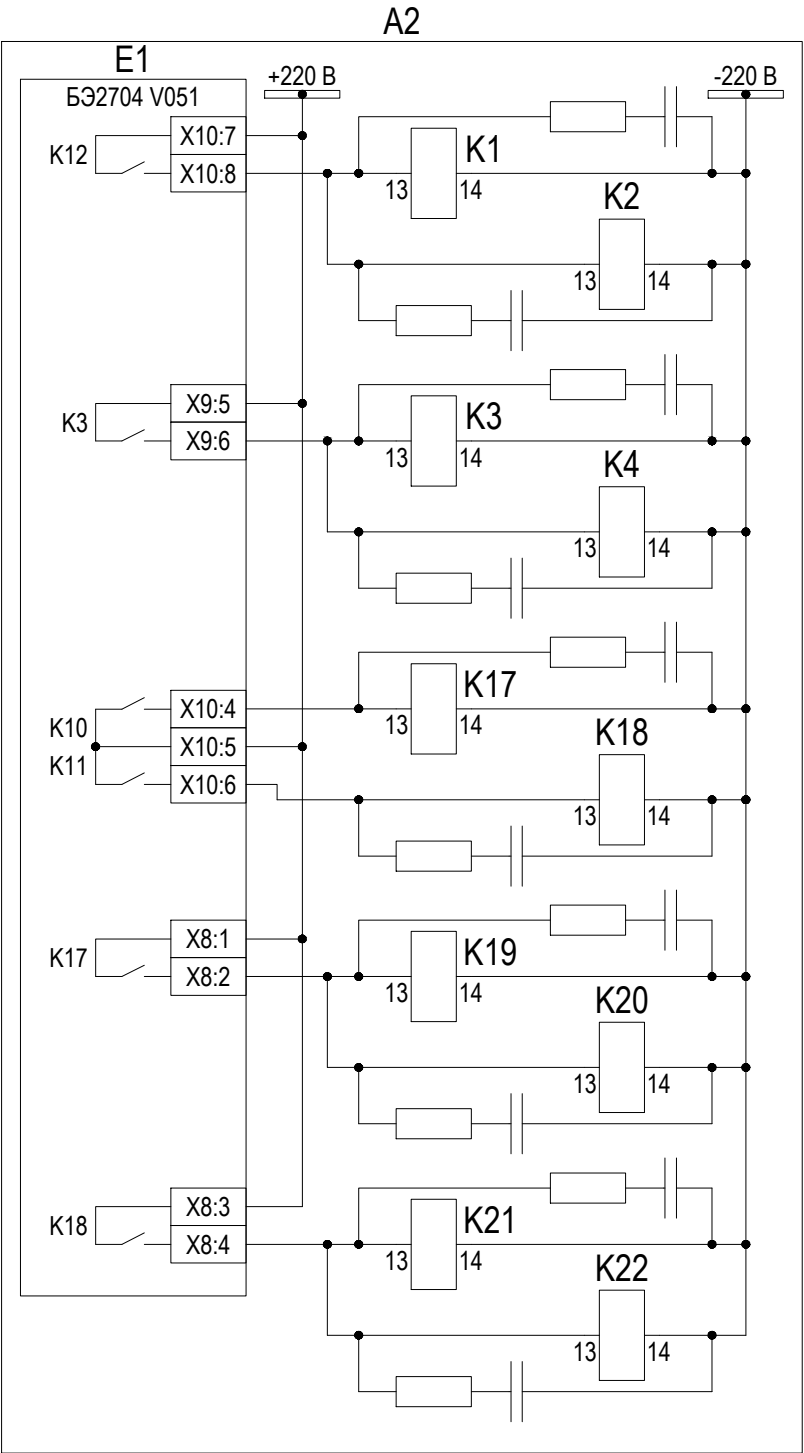 A2
E1
+220 В
-220 В
БЭ2704 V051
K12
X10:7
X10:8
K1
13
14
K2
13
14
K3
X9:5
X9:6
K3
13
14
K4
13
14
K10
K11
X10:4
X10:5
X10:6
K17
13
14
K18
13
14
K17
X8:1
X8:2
K19
13
14
K20
13
14
K18
X8:3
X8:4
K21
13
14
K22
13
14